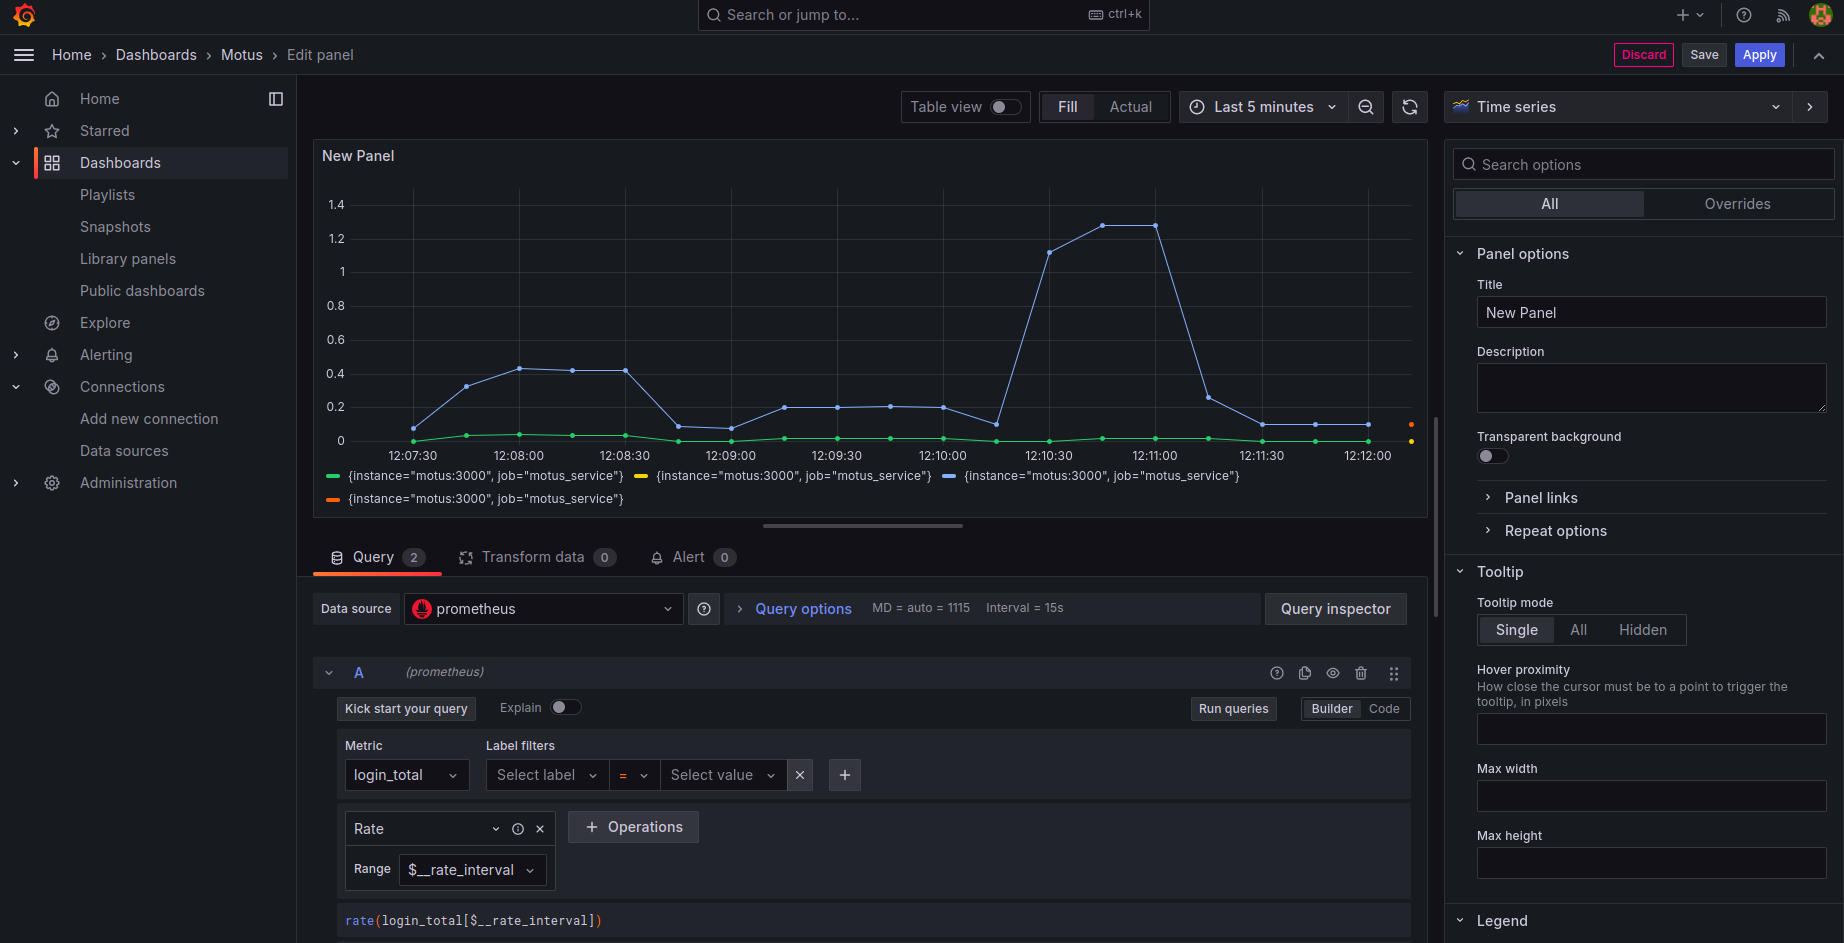 Search or jump to...
ctrl+k
Home › Dashboards › Motus › Edit panel
Discard
Save
Apply
Home
Starred
Dashboards
Playlists
Snapshots
Library panels
Public dashboards
Explore
Alerting
Connections
Add new connection
Data sources
Administration
Table view
Fill
Actual
Last 5 minutes
Time series
New Panel
1.4
1.2
1
0.8
0.6
0.4
0.2
0
12:07:30
12:08:00
12:08:30
12:09:00
12:09:30
12:10:00
12:10:30
12:11:00
12:11:30
12:12:00
{instance="motus:3000", job="motus_service"}
{instance="motus:3000", job="motus_service"}
{instance="motus:3000", job="motus_service"}
{instance="motus:3000", job="motus_service"}
Query 2
Transform data 0
Alert 0
Data source
prometheus
Query options
MD = auto = 1115
Interval = 15s
Query inspector
A
(prometheus)
Kick start your query
Explain
Run queries
Builder
Code
Metric
Label filters
login_total
Select label
=
Select value
Rate
Operations
Range
$__rate_interval
rate(login_total[$__rate_interval])
Search options
All
Overrides
Panel options
Title
New Panel
Description
Transparent background
Panel links
Repeat options
Tooltip
Tooltip mode
Single
All
Hidden
Hover proximity
How close the cursor must be to a point to trigger the
tooltip, in pixels
Max width
Max height
Legend